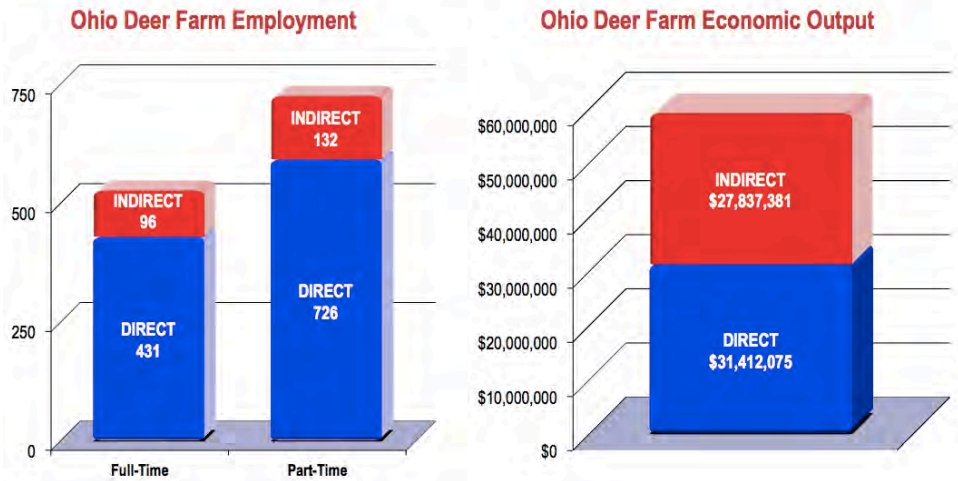 Ohio Deer Farm Employment
750
500
250
0
INDIRECT
96
DIRECT
431
INDIRECT
132
DIRECT
726
Full-Time
Part-Time
Ohio Deer Farm Economic Output
$60,000,000
$50,000,000
$40,000,000
$30,000,000
$20,000,000
$10,000,000
$0
INDIRECT
$27,837,381
DIRECT
$31,412,075